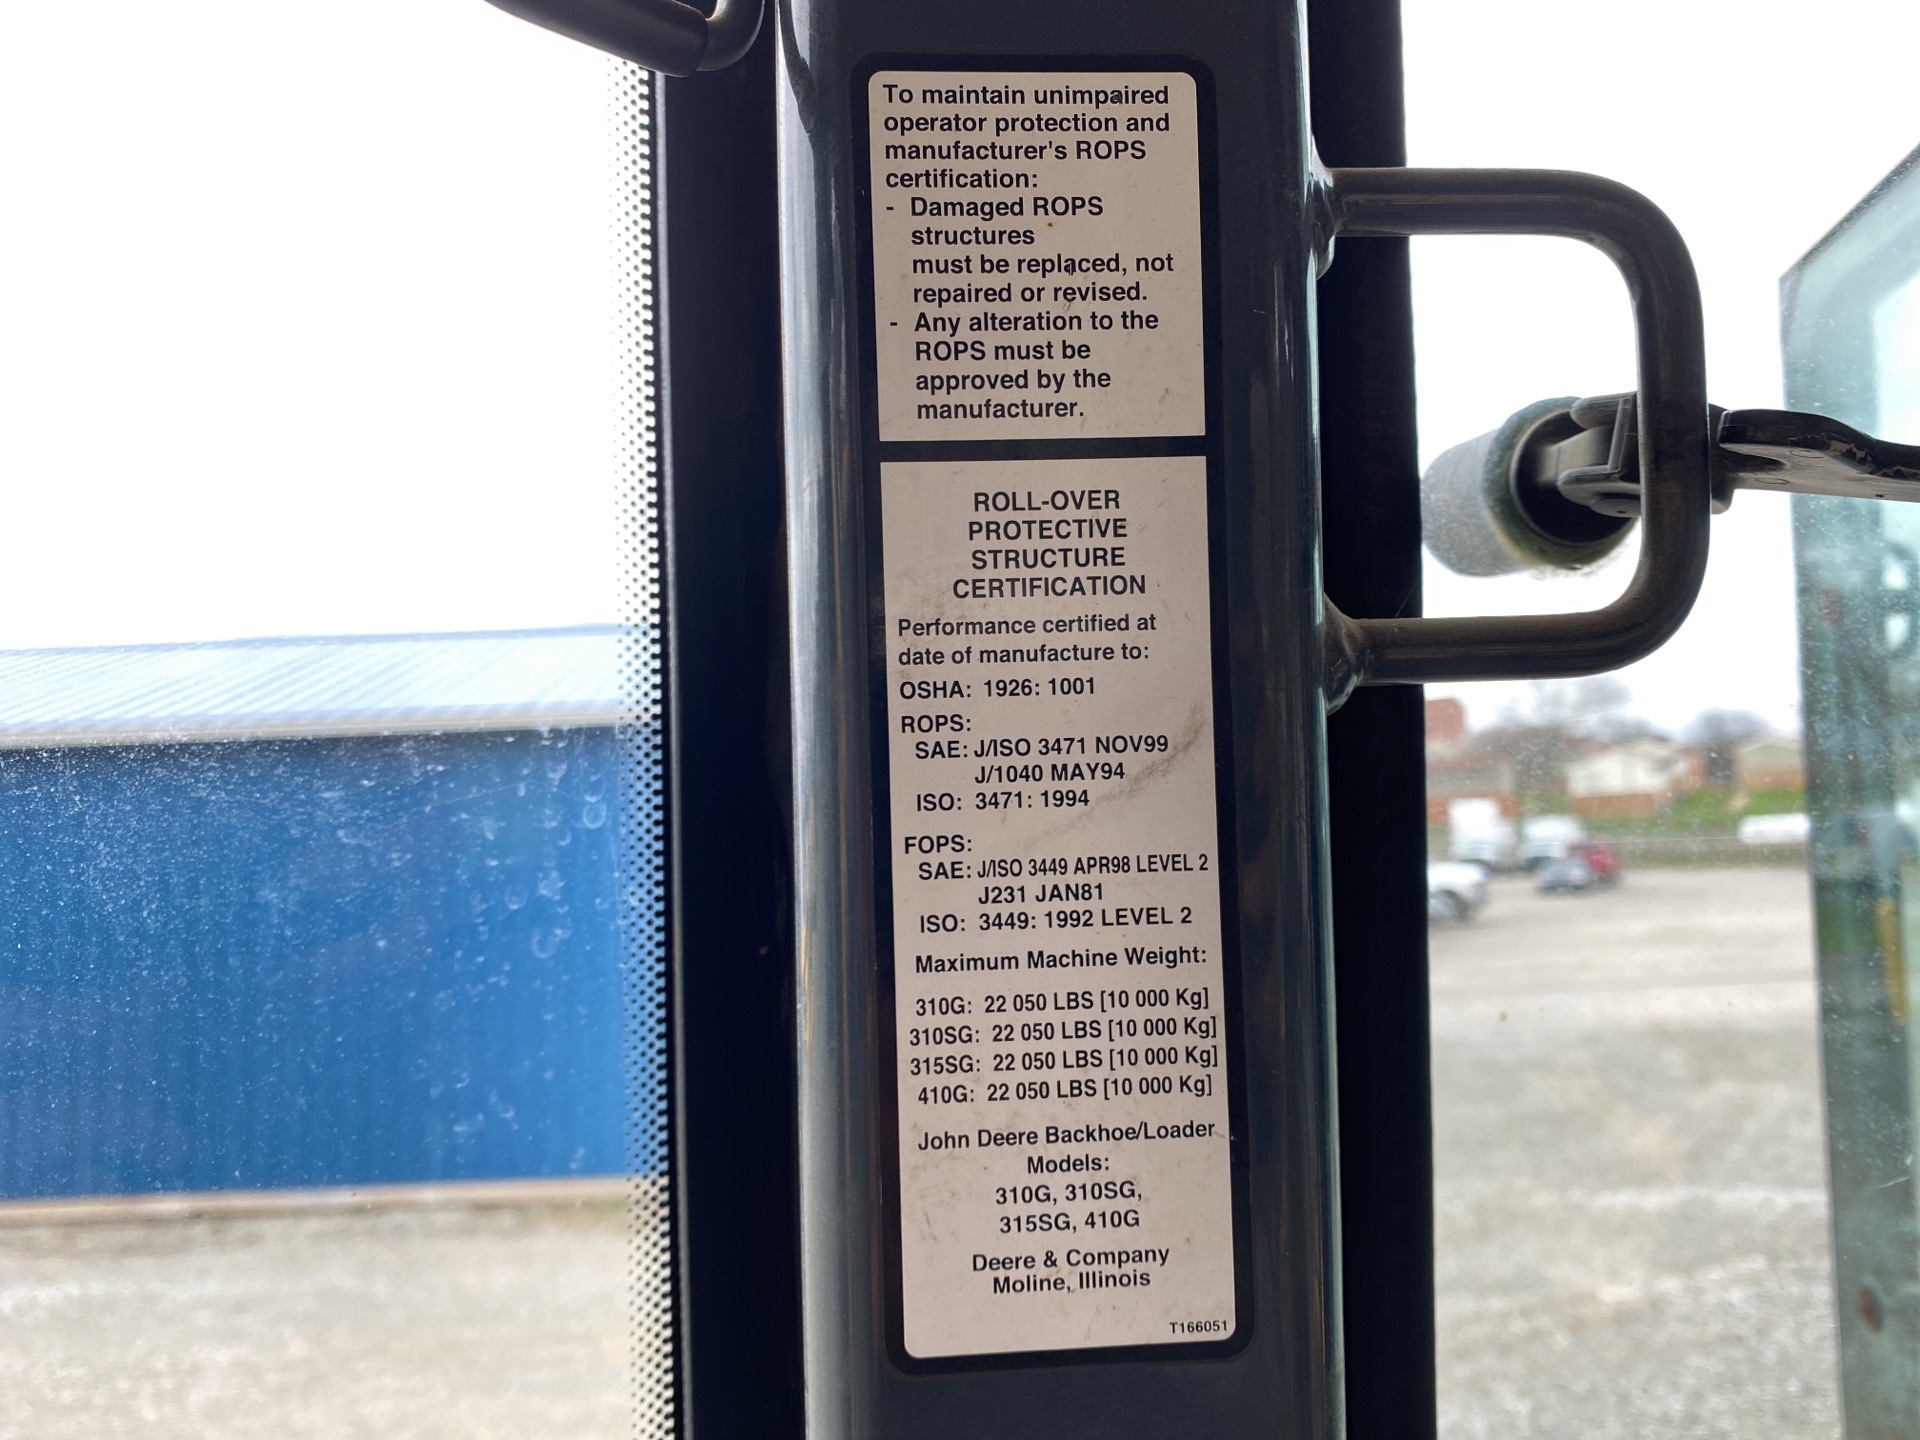 To maintain unimpaired
operator protection and
manufacturer's ROPS
certification:
- Damaged ROPS
structures
must be replaced, not
repaired or revised.
- Any alteration to the
ROPS must be
approved by the
manufacturer.
ROLL-OVER
PROTECTIVE
STRUCTURE
CERTIFICATION
Performance certified at
date of manufacture to:
OSHA: 1926: 1001
ROPS:
SAE: J/ISO 3471 NOV99
J/1040 MAY94
ISO: 3471: 1994
FOPS:
SAE: J/ISO 3449 APR98 LEVEL 2
J231 JAN81
ISO: 3449: 1992 LEVEL 2
Maximum Machine Weight:
310G: 22 050 LBS [10 000 Kg]
310SG: 22 050 LBS [10 000 Kg]
315SG: 22 050 LBS [10 000 Kg]
410G: 22 050 LBS [10 000 Kg]
John Deere Backhoe/Loader
Models:
310G, 310SG,
315SG, 410G
Deere & Company
Moline, Illinois
T166051